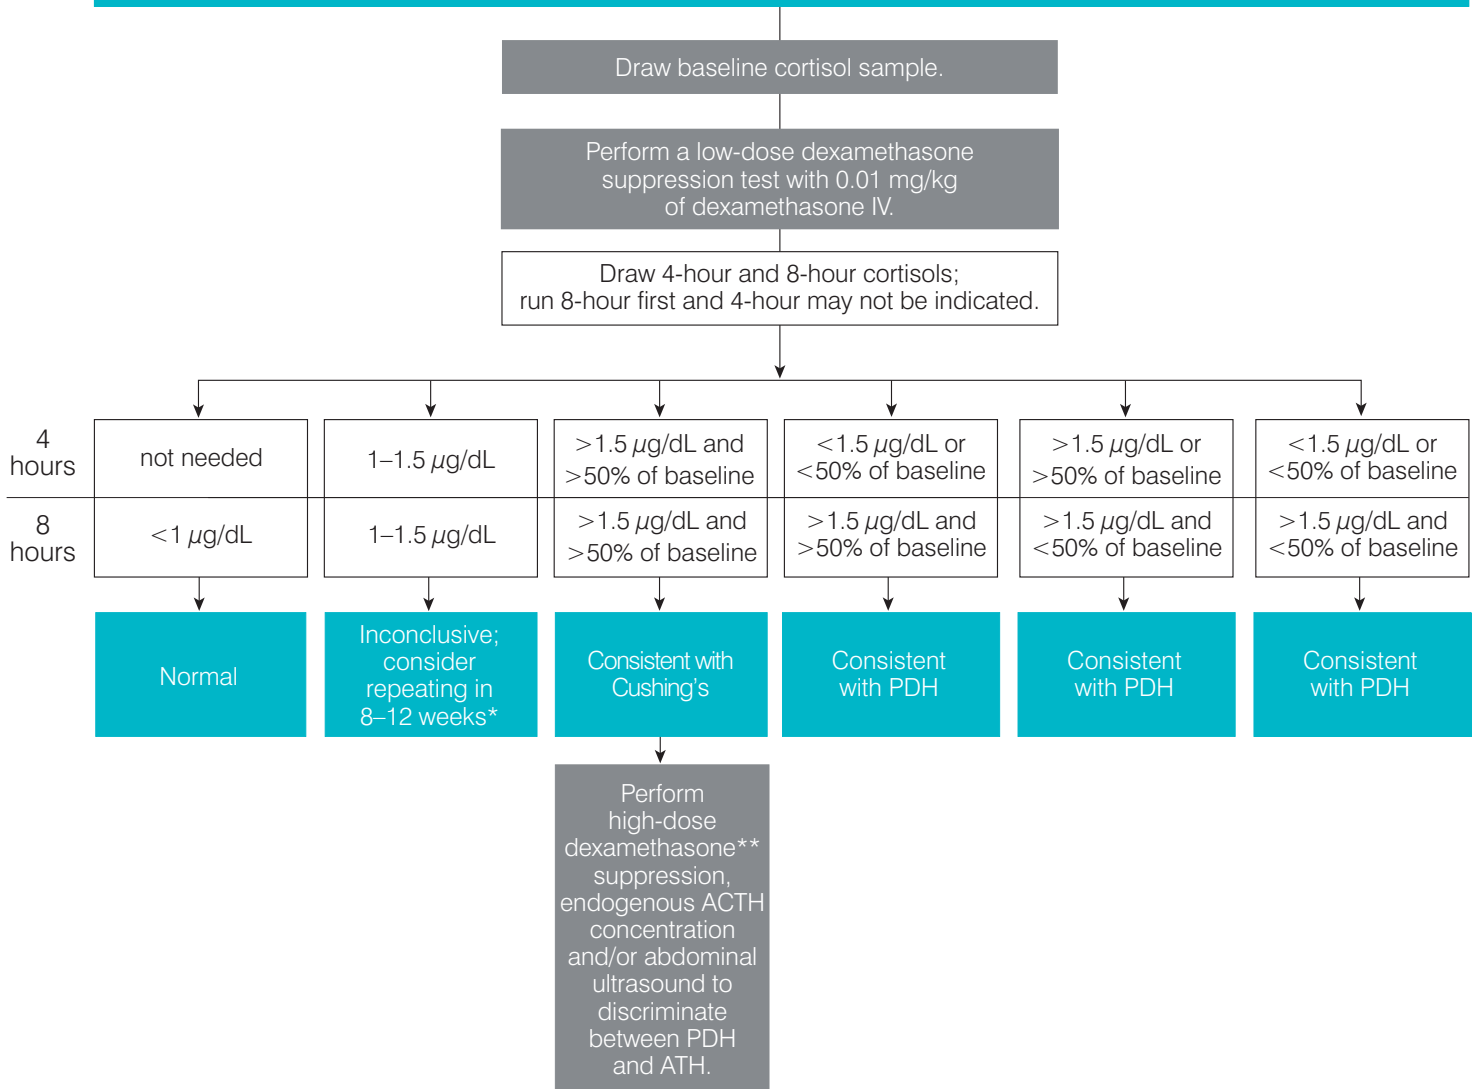 Draw baseline cortisol sample.
Perform a low-dose dexamethasone
suppression test with 0.01 mg/kg
of dexamethasone IV.
Draw 4-hour and 8-hour cortisols;
run 8-hour first and 4-hour may not be indicated.
4
hours
not needed
1–1.5 µg/dL
>1.5 µg/dL and
>50% of baseline
<1.5 µg/dL or
<50% of baseline
>1.5 µg/dL or
>50% of baseline
<1.5 µg/dL or
<50% of baseline
8
hours
<1 µg/dL
1–1.5 µg/dL
>1.5 µg/dL and
>50% of baseline
>1.5 µg/dL and
>50% of baseline
>1.5 µg/dL and
<50% of baseline
>1.5 µg/dL and
<50% of baseline
Normal
Inconclusive;
consider
repeating in
8–12 weeks*
Consistent with
Cushing's
Consistent
with PDH
Consistent
with PDH
Consistent
with PDH
Perform
high-dose
dexamethasone**
suppression,
endogenous ACTH
concentration
and/or abdominal
ultrasound to
discriminate
between PDH
and ATH.